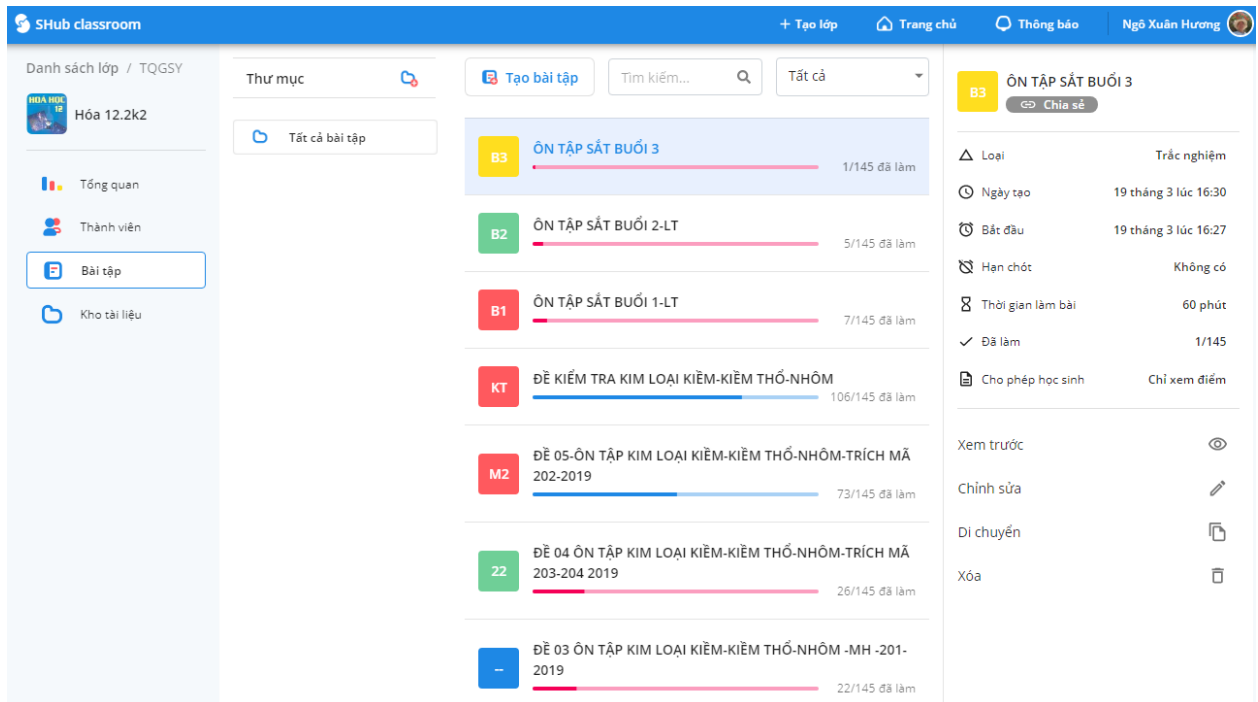 SHub classroom
+ Tạo lớp
Trang chủ
Thông báo
Ngô Xuân Hương
Danh sách lớp / TQGSY
HOA HOC
12
Hóa 12.2k2
Tổng quan
Thành viên
Bài tập
Kho tài liệu
Thư mục
Tất cả bài tập
Tạo bài tập
Tìm kiếm...
Tất cả
B3
ÔN TẬP SẮT BUỔI 3
1/145 đã làm
B2
ÔN TẬP SẮT BUỔI 2-LT
5/145 đã làm
B1
ÔN TẬP SẮT BUỔI 1-LT
7/145 đã làm
KT
ĐỀ KIỂM TRA KIM LOẠI KIỀM-KIỀM THỔ-NHÔM
106/145 đã làm
M2
ĐỀ 05-ÔN TẬP KIM LOẠI KIỀM-KIỀM THỔ-NHÔM-TRÍCH MÃ
202-2019
73/145 đã làm
22
ĐỀ 04 ÔN TẬP KIM LOẠI KIỀM-KIỀM THỔ-NHÔM-TRÍCH MÃ
203-204 2019
26/145 đã làm
--
ĐỀ 03 ÔN TẬP KIM LOẠI KIỀM-KIỀM THỔ-NHÔM -MH -201-
2019
22/145 đã làm
B3
ÔN TẬP SẮT BUỔI 3
Chia sẻ
Loại Trắc nghiệm
Ngày tạo 19 tháng 3 lúc 16:30
Bắt đầu 19 tháng 3 lúc 16:27
Hạn chót Không có
Thời gian làm bài 60 phút
Đã làm 1/145
Cho phép học sinh Chỉ xem điểm
Xem trước
Chỉnh sửa
Di chuyển
Xóa